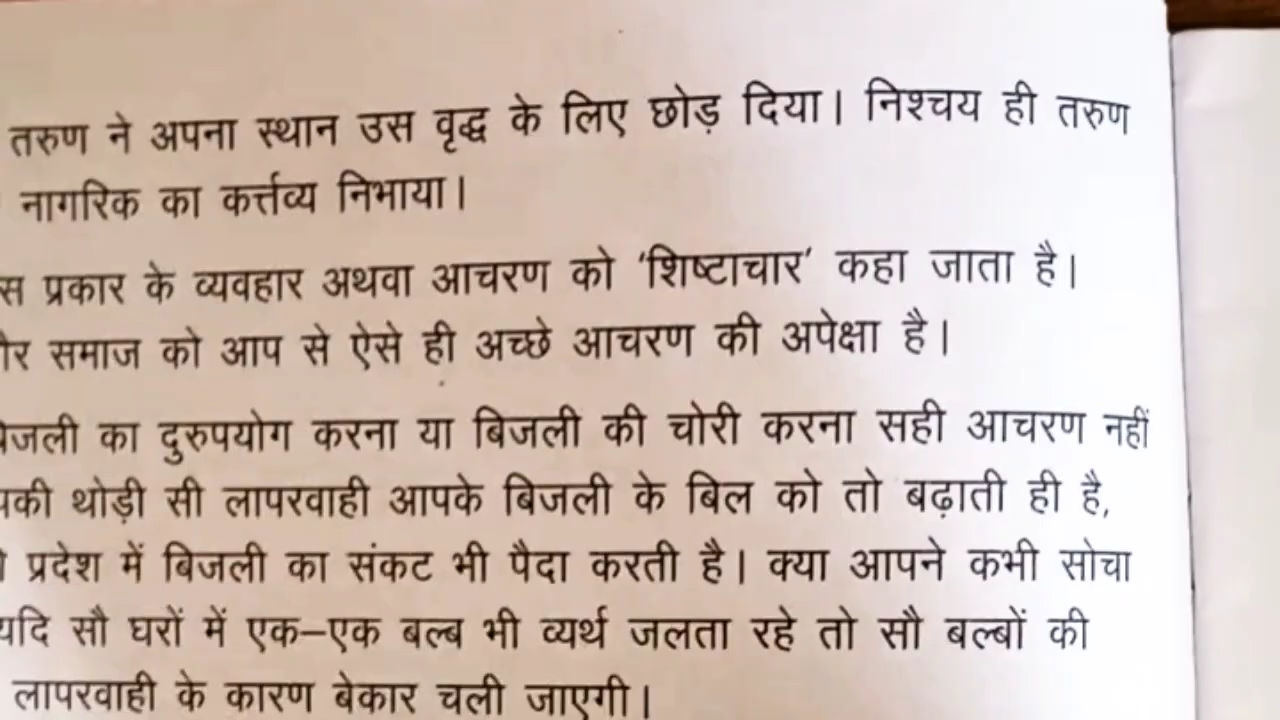 तरुण ने अपना स्थान उस वृद्ध के लिए छोड़ दिया। निश्चय ही तरुण
नागरिक का कर्त्तव्य निभाया।
प्रकार के व्यवहार अथवा आचरण को 'शिष्टाचार' कहा जाता है।
समाज को आप से ऐसे ही अच्छे आचरण की अपेक्षा है।
का दुरुपयोग करना या बिजली की चोरी करना सही आचरण नहीं
थोड़ी सी लापरवाही आपके बिजली के बिल को तो बढ़ाती ही है,
प्रदेश में बिजली का संकट भी पैदा करती है। क्या आपने कभी सोचा
यदि सौ घरों में एक–एक बल्ब भी व्यर्थ जलता रहे तो सौ बल्बों की
लापरवाही के कारण बेकार चली जाएगी।